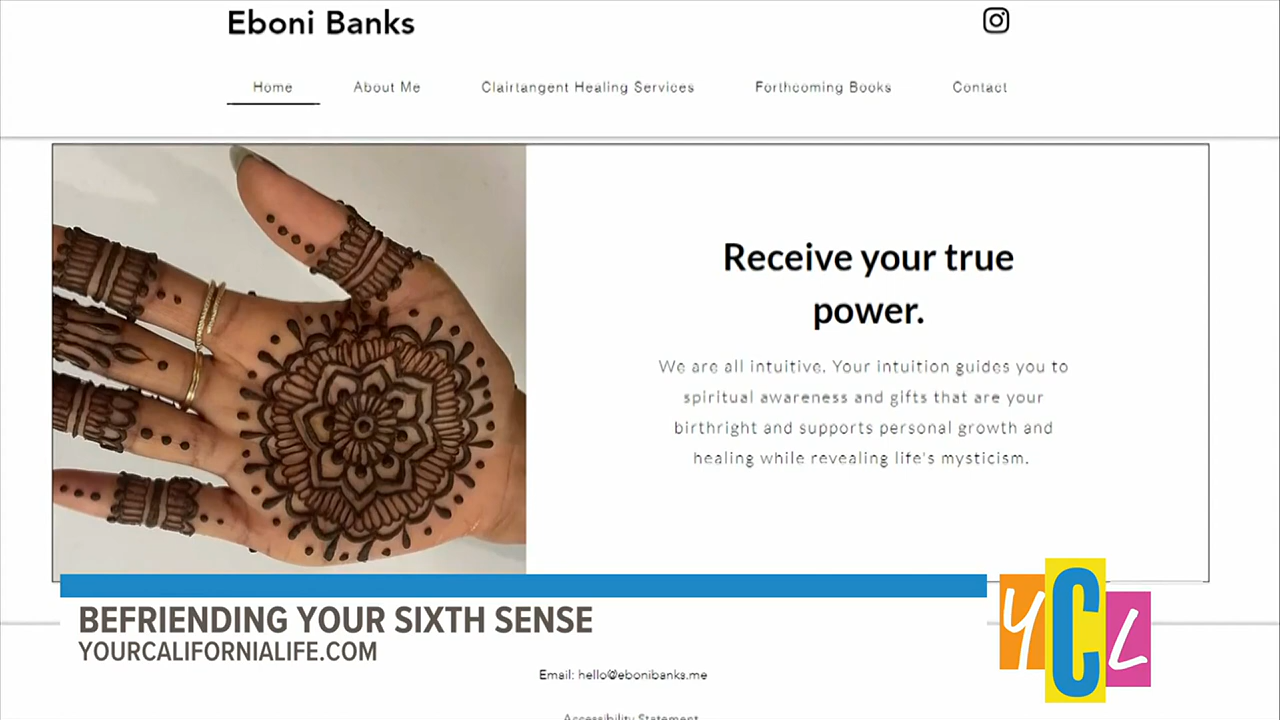 Eboni Banks
Home About Me Clairtangent Healing Services Forthcoming Books Contact
Receive your true
power.
We are all intuitive. Your intuition guides you to
spiritual awareness and gifts that are your
birthright and supports personal growth and
healing while revealing life's mysticism.
BEFRIENDING YOUR SIXTH SENSE
YOURCALIFORNIALIFE.COM
YCL
Email: hello@ebonibanks.me
Accessibility Statement